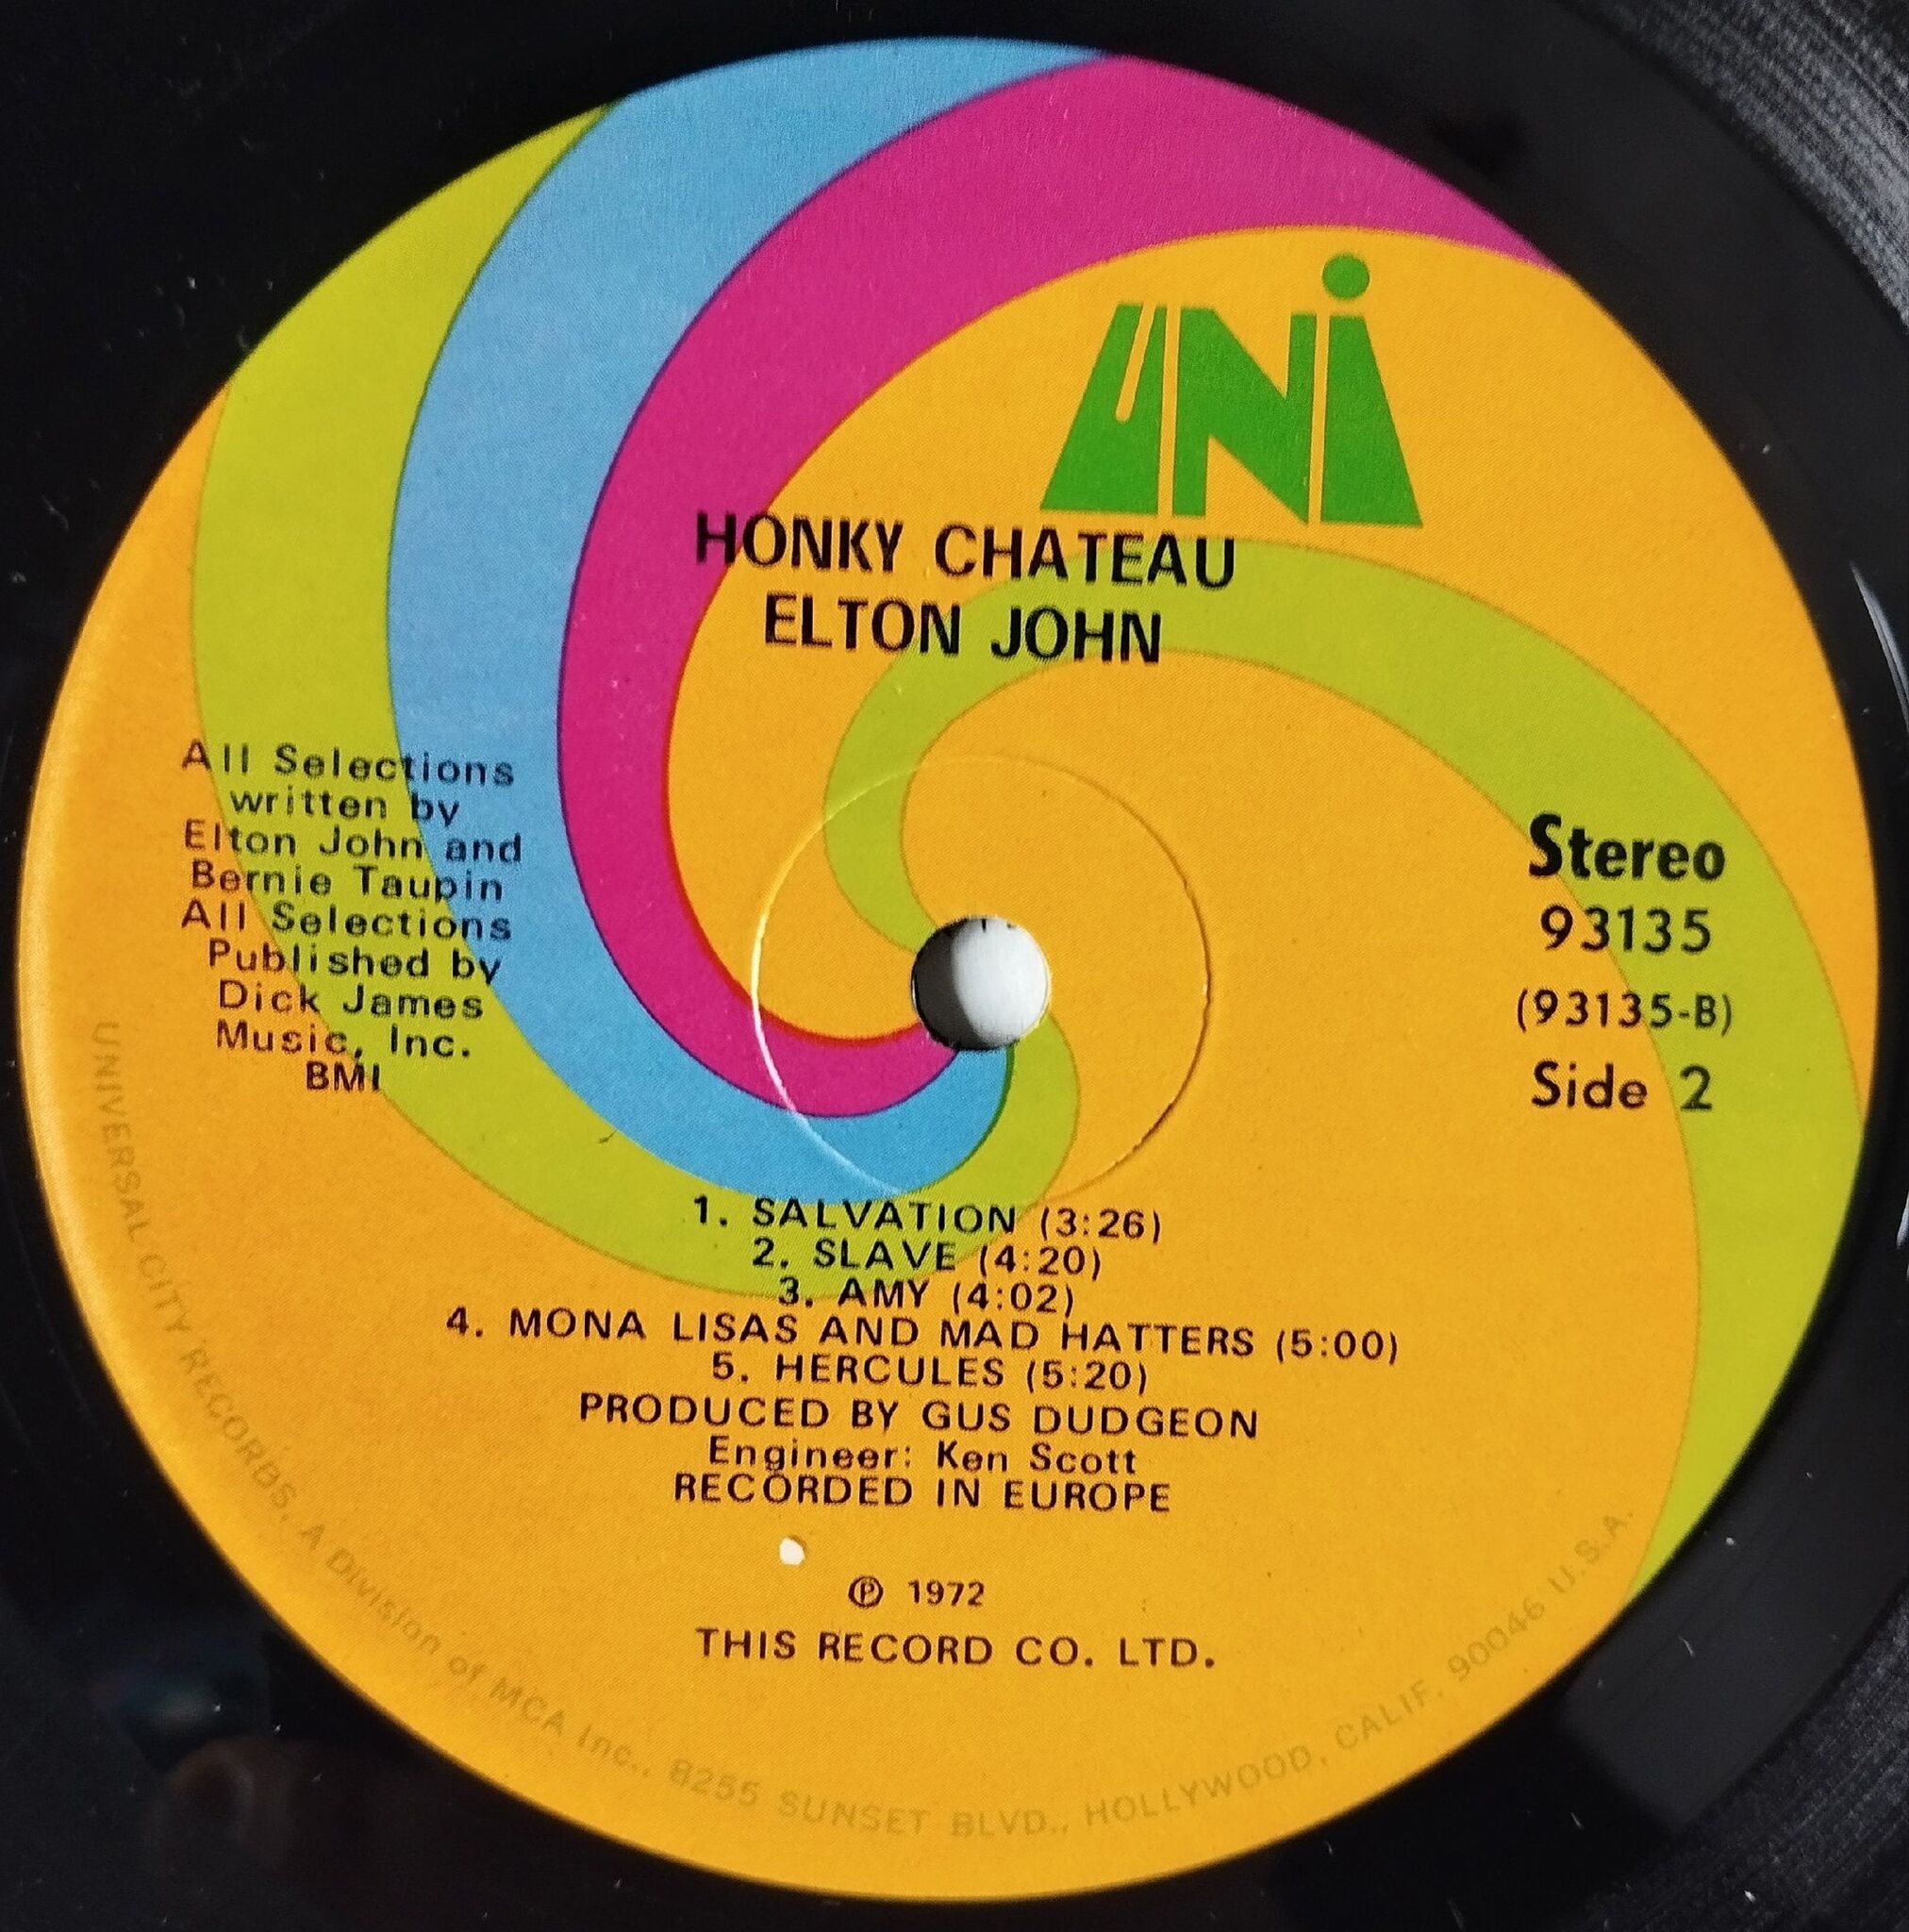 UNi
HONKY CHATEAU
ELTON JOHN
All Selections
written by
Elton John and
Bernie Taupin
All Selections
Published by
Dick James
Music, Inc.
BMI
Stereo
93135
(93135-B)
Side 2
1. SALVATION (3:26)
2. SLAVE (4:20)
3. AMY (4:02)
4. MONA LISAS AND MAD HATTERS (5:00)
5. HERCULES (5:20)
PRODUCED BY GUS DUDGEON
Engineer: Ken Scott
RECORDED IN EUROPE
℗ 1972
THIS RECORD CO. LTD.
UNIVERSAL CITY RECORDS, A Division of MCA Inc., 8255 SUNSET BLVD., HOLLYWOOD, CALIF. 90046 U.S.A.